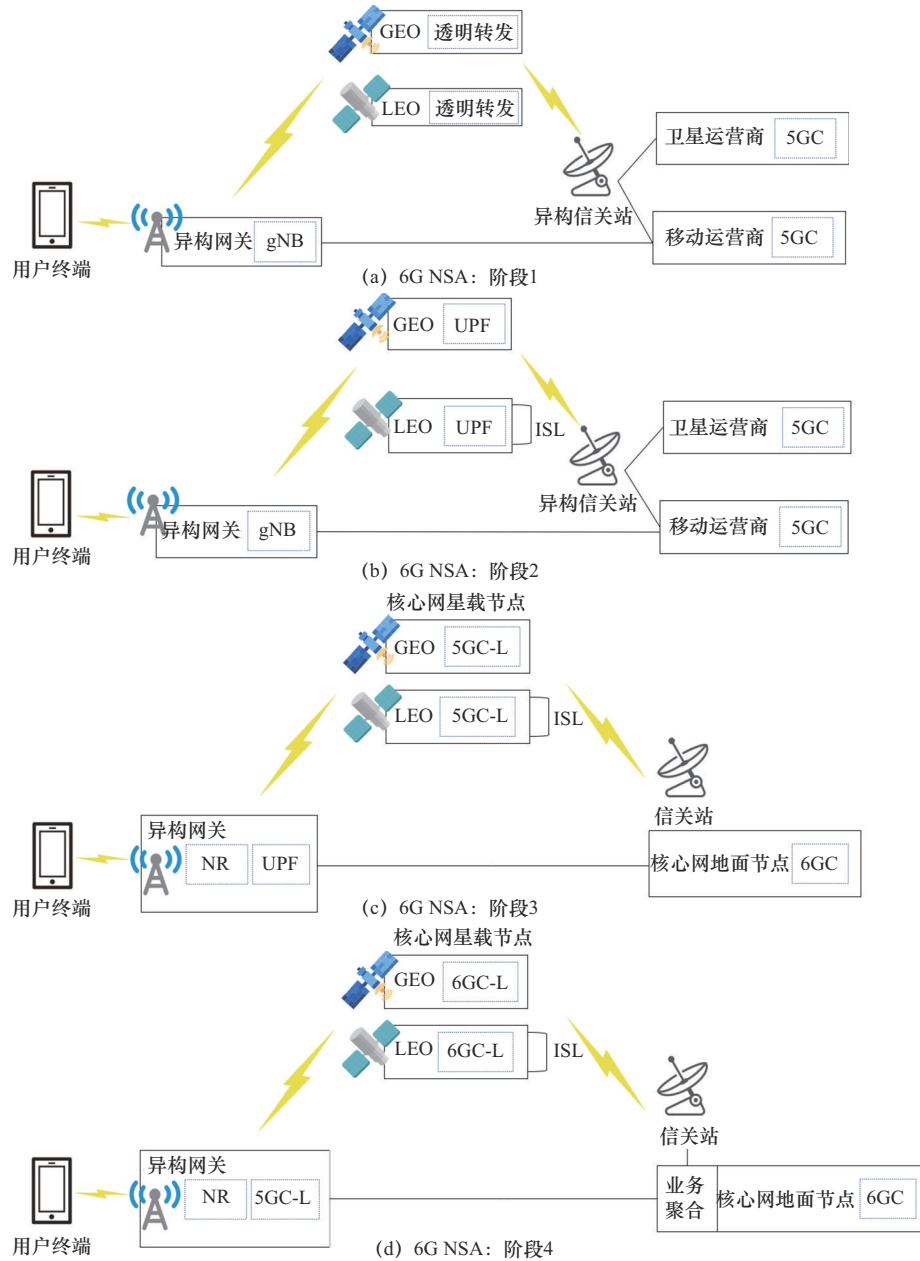 GEO 透明转发
LEO 透明转发
卫星运营商 5GC
异构信关站
移动运营商 5GC
异构网关 gNB
用户终端
(a) 6G NSA：阶段1
GEO UPF
LEO UPF ISL
卫星运营商 5GC
异构信关站
移动运营商 5GC
异构网关 gNB
用户终端
(b) 6G NSA：阶段2
核心网星载节点
GEO 5GC-L
LEO 5GC-L ISL
信关站
异构网关
NR UPF
核心网地面节点 6GC
用户终端
(c) 6G NSA：阶段3
核心网星载节点
GEO 6GC-L
LEO 6GC-L ISL
信关站
异构网关
NR 5GC-L
业务
聚合
核心网地面节点 6GC
用户终端
(d) 6G NSA：阶段4